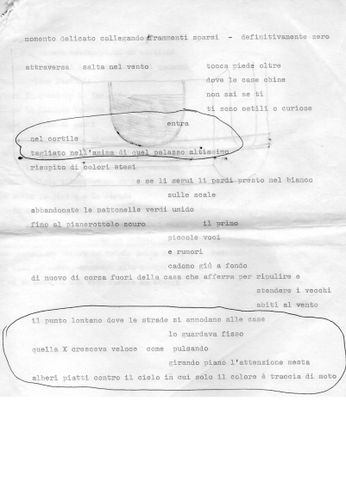 momento delicato collegando frammenti sparsi - definitivamente zero
attraversa salta nel vento tocca piede oltre
dove le case chine
non sai se ti
ti sono ostili o curiose
entra
nel cortile
tagliato nell'anima di quel palazzo altissimo
riempito di colori stesi
e se li segui li perdi presto nel bianco
sulle scale
abbandonate le mattonelle verdi unido
fino al pianerottolo scuro il primo
piccole voci
e rumori
cadono giù a fondo
di nuovo di corsa fuori della casa che afferra per ripulire e
stendere i vecchi
abiti al vento
il punto lontano dove le strade si annodano alle case
lo guardava fisso
quella X cresceva veloce come pulsando
girando piano l'attenzione mesta
alberi piatti contro il cielo in cui solo il colore è traccia di moto